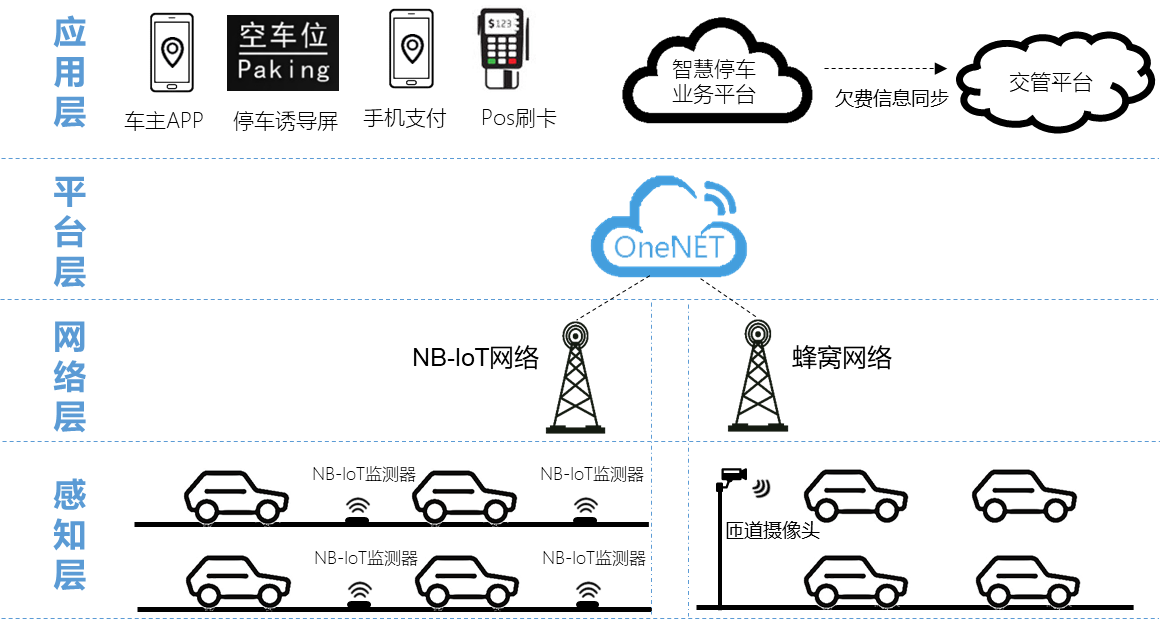 应用层
空车位
Paking
$123
车主APP
停车诱导屏
手机支付
Pos刷卡
智慧停车
业务平台
欠费信息同步
交管平台
平台层
OneNET
网络层
NB-IoT网络
蜂窝网络
感知层
NB-IoT监测器
NB-IoT监测器
匝道摄像头
NB-IoT监测器
NB-IoT监测器